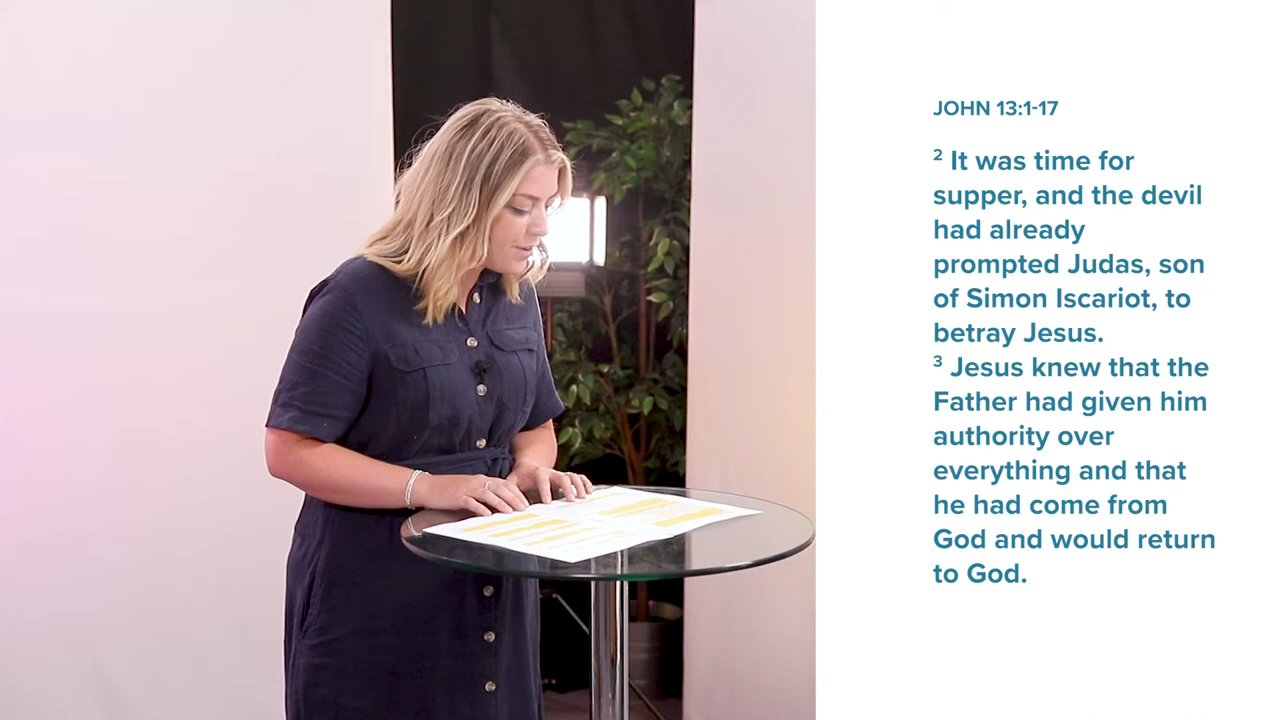 JOHN 13:1-17
² It was time for
supper, and the devil
had already
prompted Judas, son
of Simon Iscariot, to
betray Jesus.
³ Jesus knew that the
Father had given him
authority over
everything and that
he had come from
God and would return
to God.